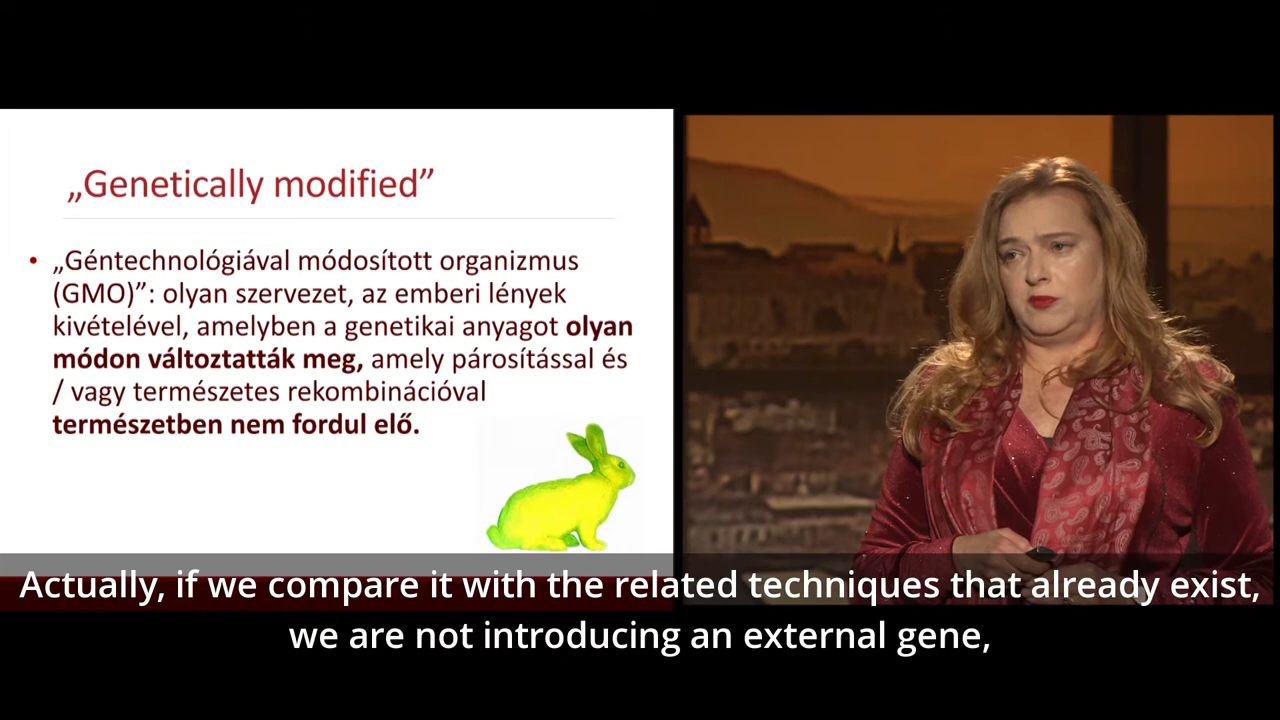 „Genetically modified”
• „Géntechnológiával módosított organizmus
(GMO)”: olyan szervezet, az emberi lények
kivételével, amelyben a genetikai anyagot olyan
módon változtatták meg, amely párosítással és
/ vagy természetes rekombinációval
természetben nem fordul elő.
Actually, if we compare it with the related techniques that already exist,
we are not introducing an external gene,